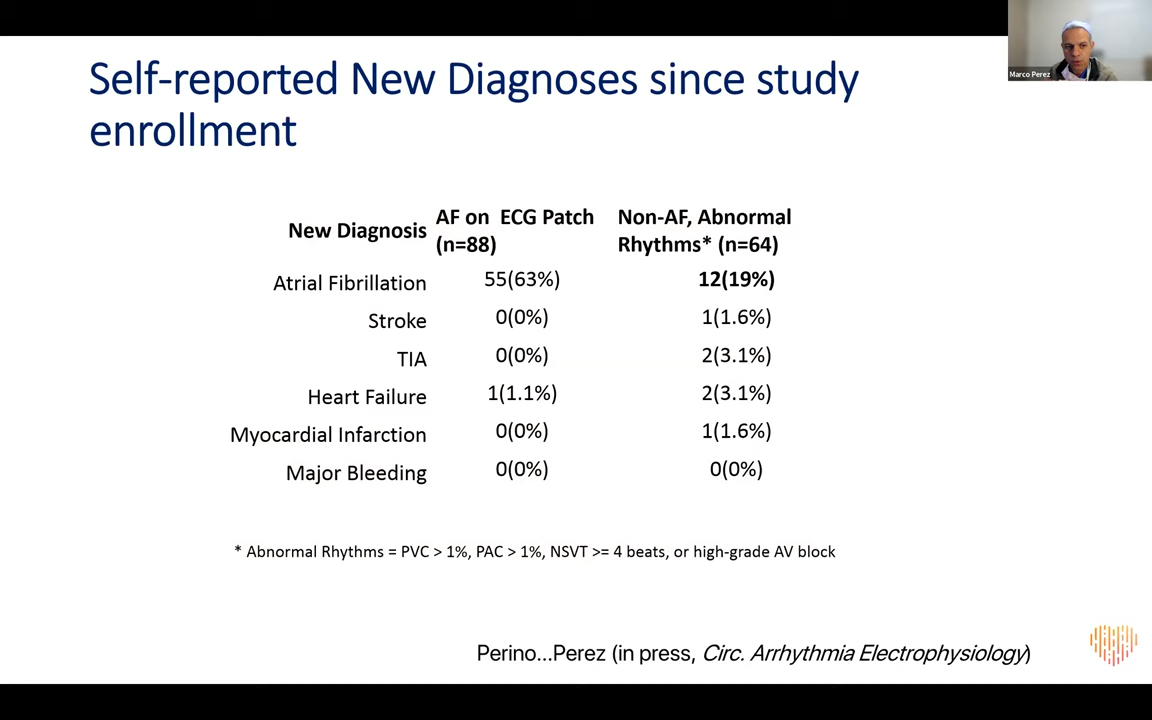 Marco Perez
Self-reported New Diagnoses since study
enrollment
New Diagnosis AF on ECG Patch (n=88) Non-AF, Abnormal Rhythms* (n=64)
Atrial Fibrillation 55(63%) 12(19%)
Stroke 0(0%) 1(1.6%)
TIA 0(0%) 2(3.1%)
Heart Failure 1(1.1%) 2(3.1%)
Myocardial Infarction 0(0%) 1(1.6%)
Major Bleeding 0(0%) 0(0%)
* Abnormal Rhythms = PVC > 1%, PAC > 1%, NSVT >= 4 beats, or high-grade AV block
Perino...Perez (in press, Circ. Arrhythmia Electrophysiology)